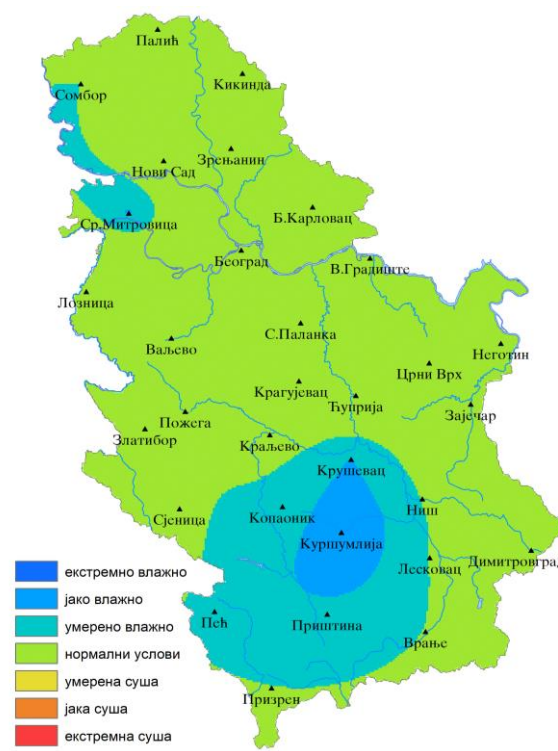 Палић
Сомбор
Кикинда
Зрењанин
Нови Сад
Б.Карловац
Ср.Митровица
Београд
В.Градиште
Лозница
С.Паланка
Ваљево
Неготин
Црни Врх
Крагујевац
Ћуприја
Зајечар
Пожега
Златибор
Краљево
Крушевац
Ниш
Копаоник
Сјеница
Куршумлија
Димитровград
Лесковац
Пећ
Приштина
Врање
Призрен
екстремно влажно
јако влажно
умерено влажно
нормални услови
умерена суша
јака суша
екстремна суша